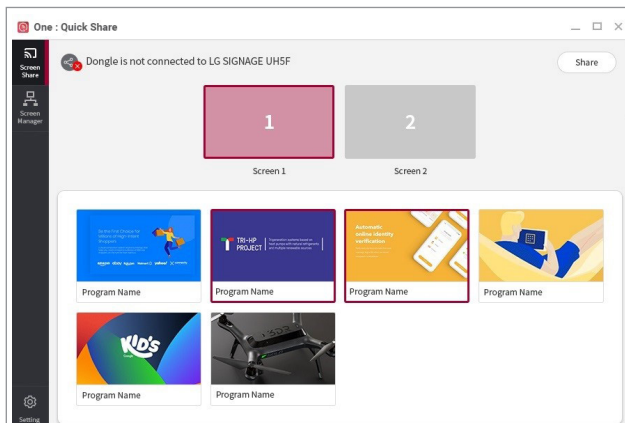 One : Quick Share
Screen
Share
Dongle is not connected to LG SIGNAGE UH5F
Share
Screen
Manager
1
2
Screen 1
Screen 2
TRI-HP
PROJECT
Automatic
online identity
verification
Program Name
Program Name
Program Name
Program Name
KID'S
Program Name
Program Name
Setting